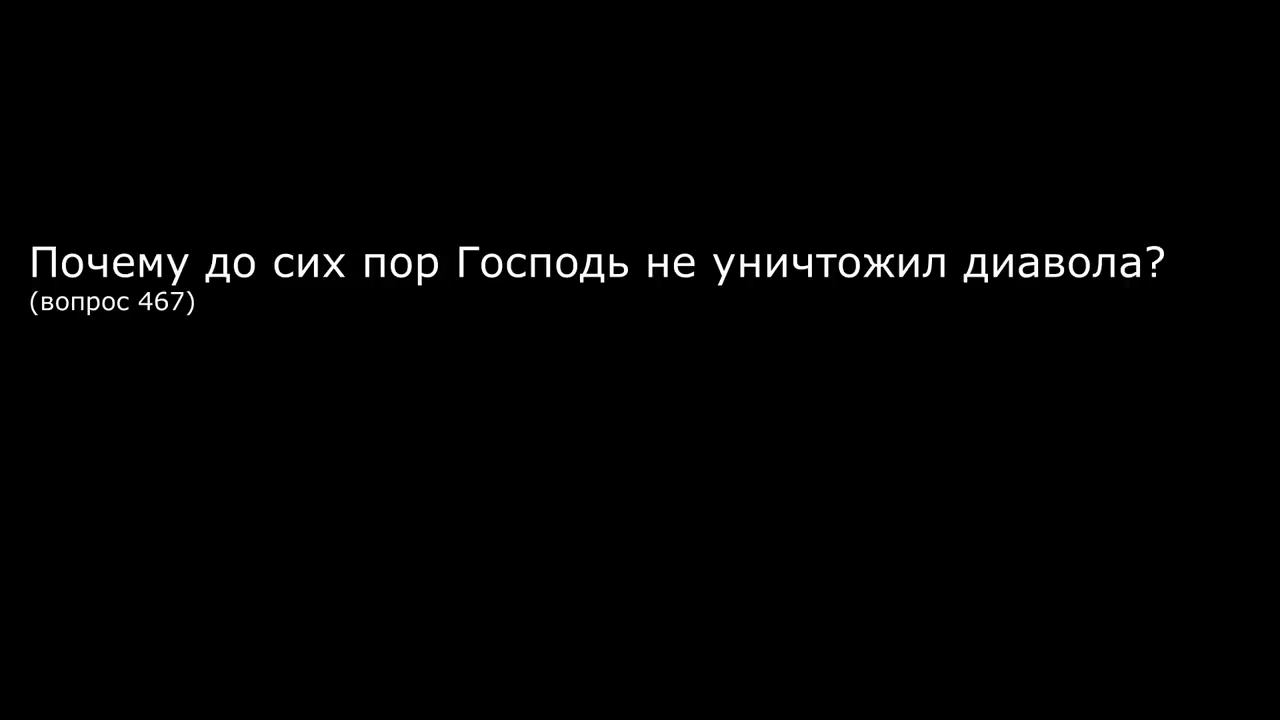 Почему до сих пор Господь не уничтожил диавола?
(вопрос 467)